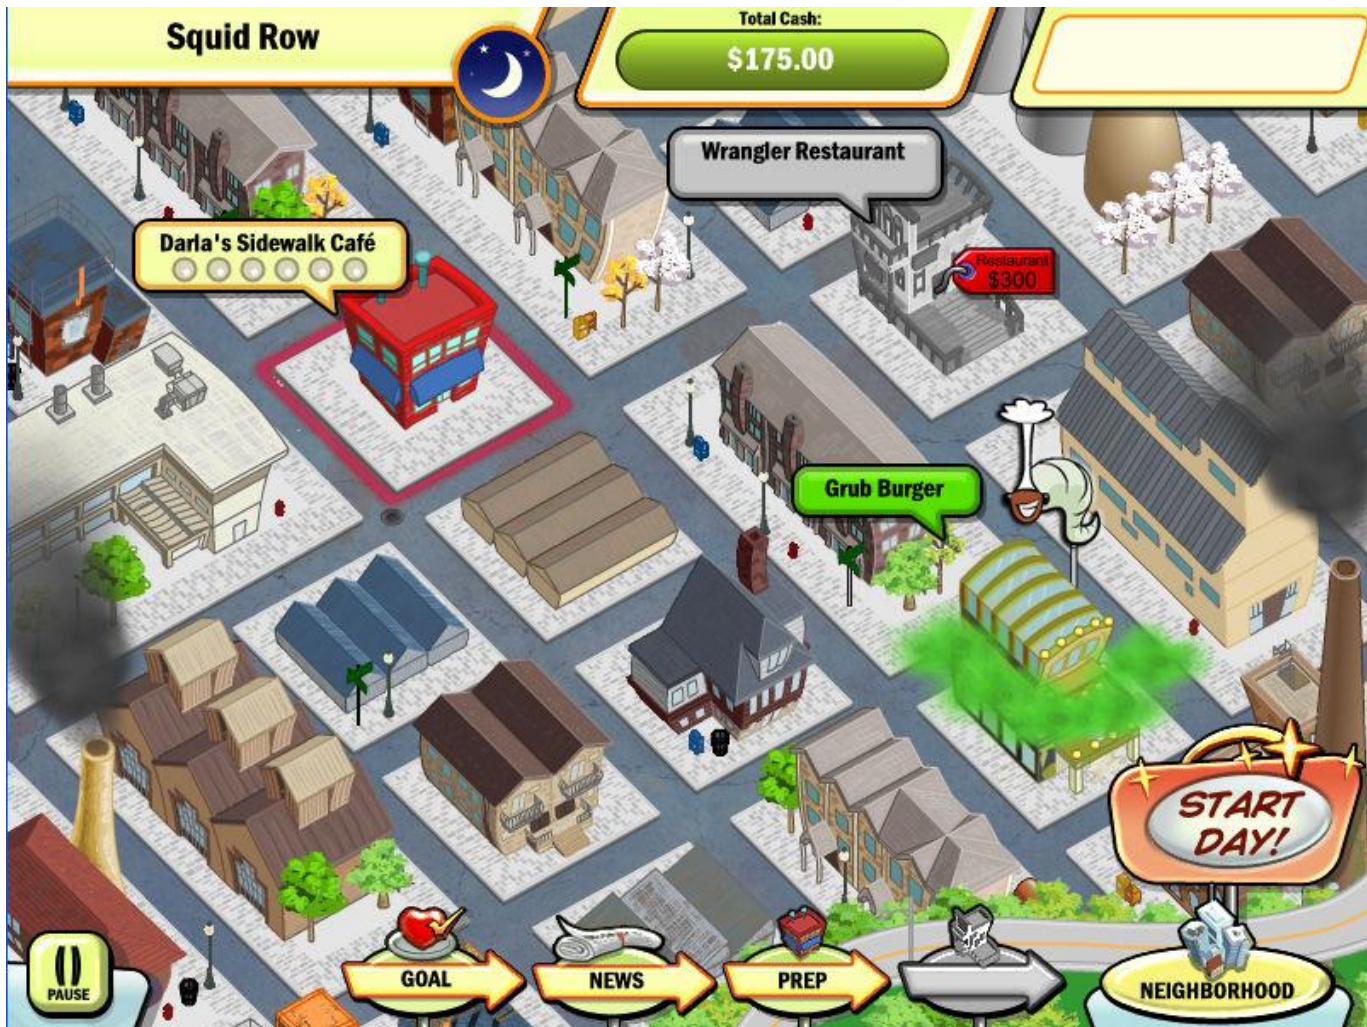 Squid Row
Total Cash:
$175.00
Wrangler Restaurant
Darla's Sidewalk Café
Restaurant
$300
Grub Burger
START
DAY!
PAUSE
GOAL
NEWS
PREP
NEIGHBORHOOD